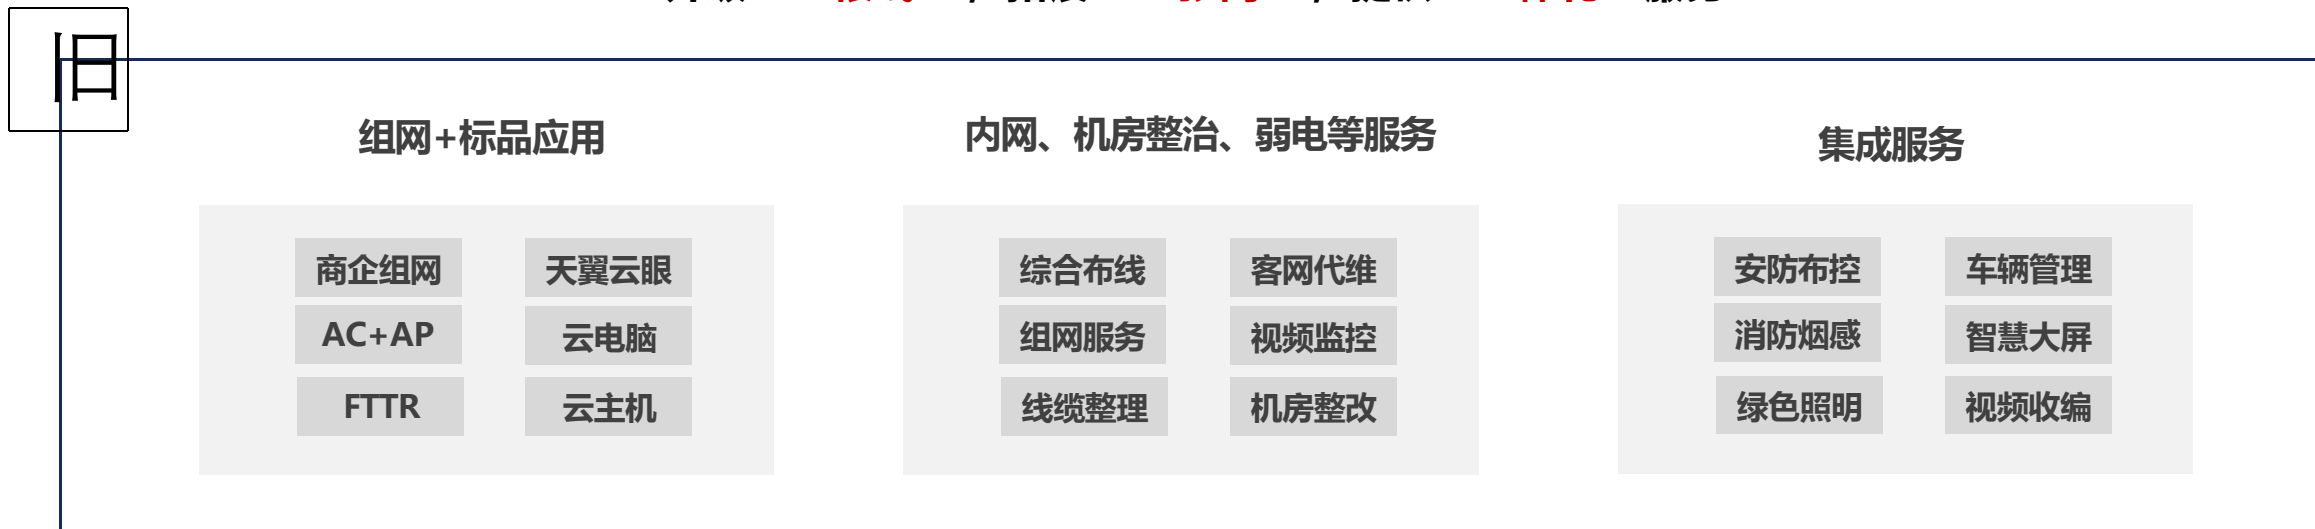 旧
组网+标品应用
内网、机房整治、弱电等服务
集成服务
商企组网 天翼云眼
AC+AP 云电脑
FTTR 云主机
综合布线 客网代维
组网服务 视频监控
线缆整理 机房整改
安防布控 车辆管理
消防烟感 智慧大屏
绿色照明 视频收编